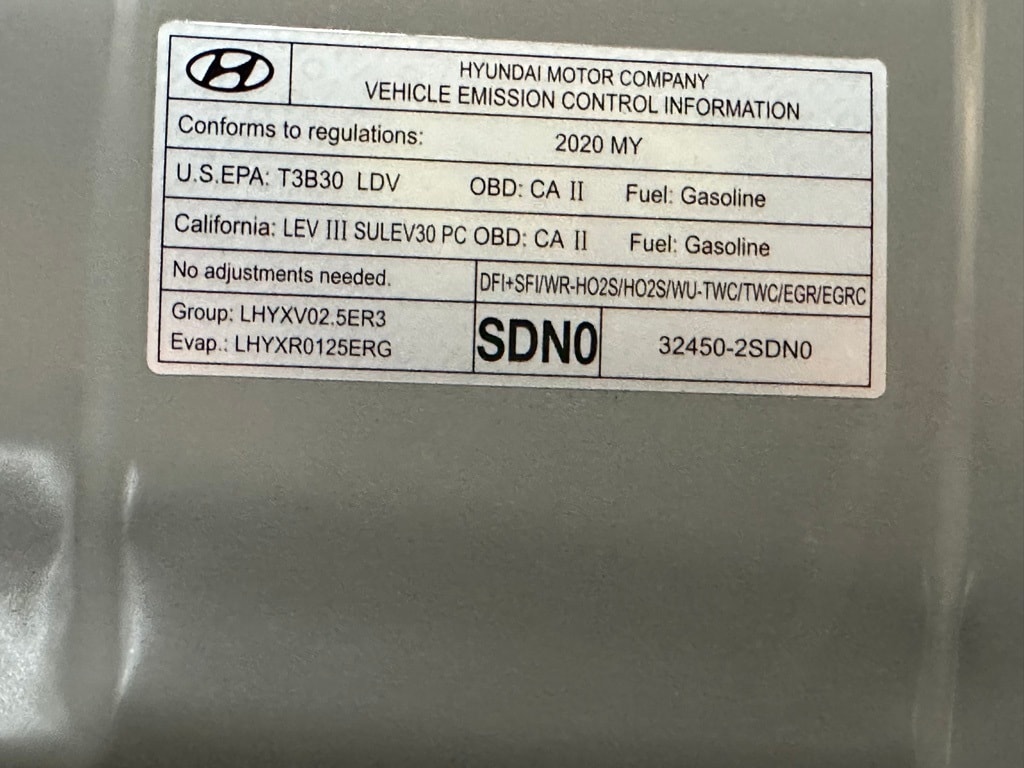 HYUNDAI MOTOR COMPANY
VEHICLE EMISSION CONTROL INFORMATION
Conforms to regulations: 2020 MY
U.S.EPA: T3B30 LDV OBD: CA II Fuel: Gasoline
California: LEV III SULEV30 PC OBD: CA II Fuel: Gasoline
No adjustments needed. DFI+SFI/WR-HO2S/HO2S/WU-TWC/TWC/EGR/EGRC
Group: LHYXV02.5ER3
Evap.: LHYXR0125ERG
SDN0 32450-2SDN0